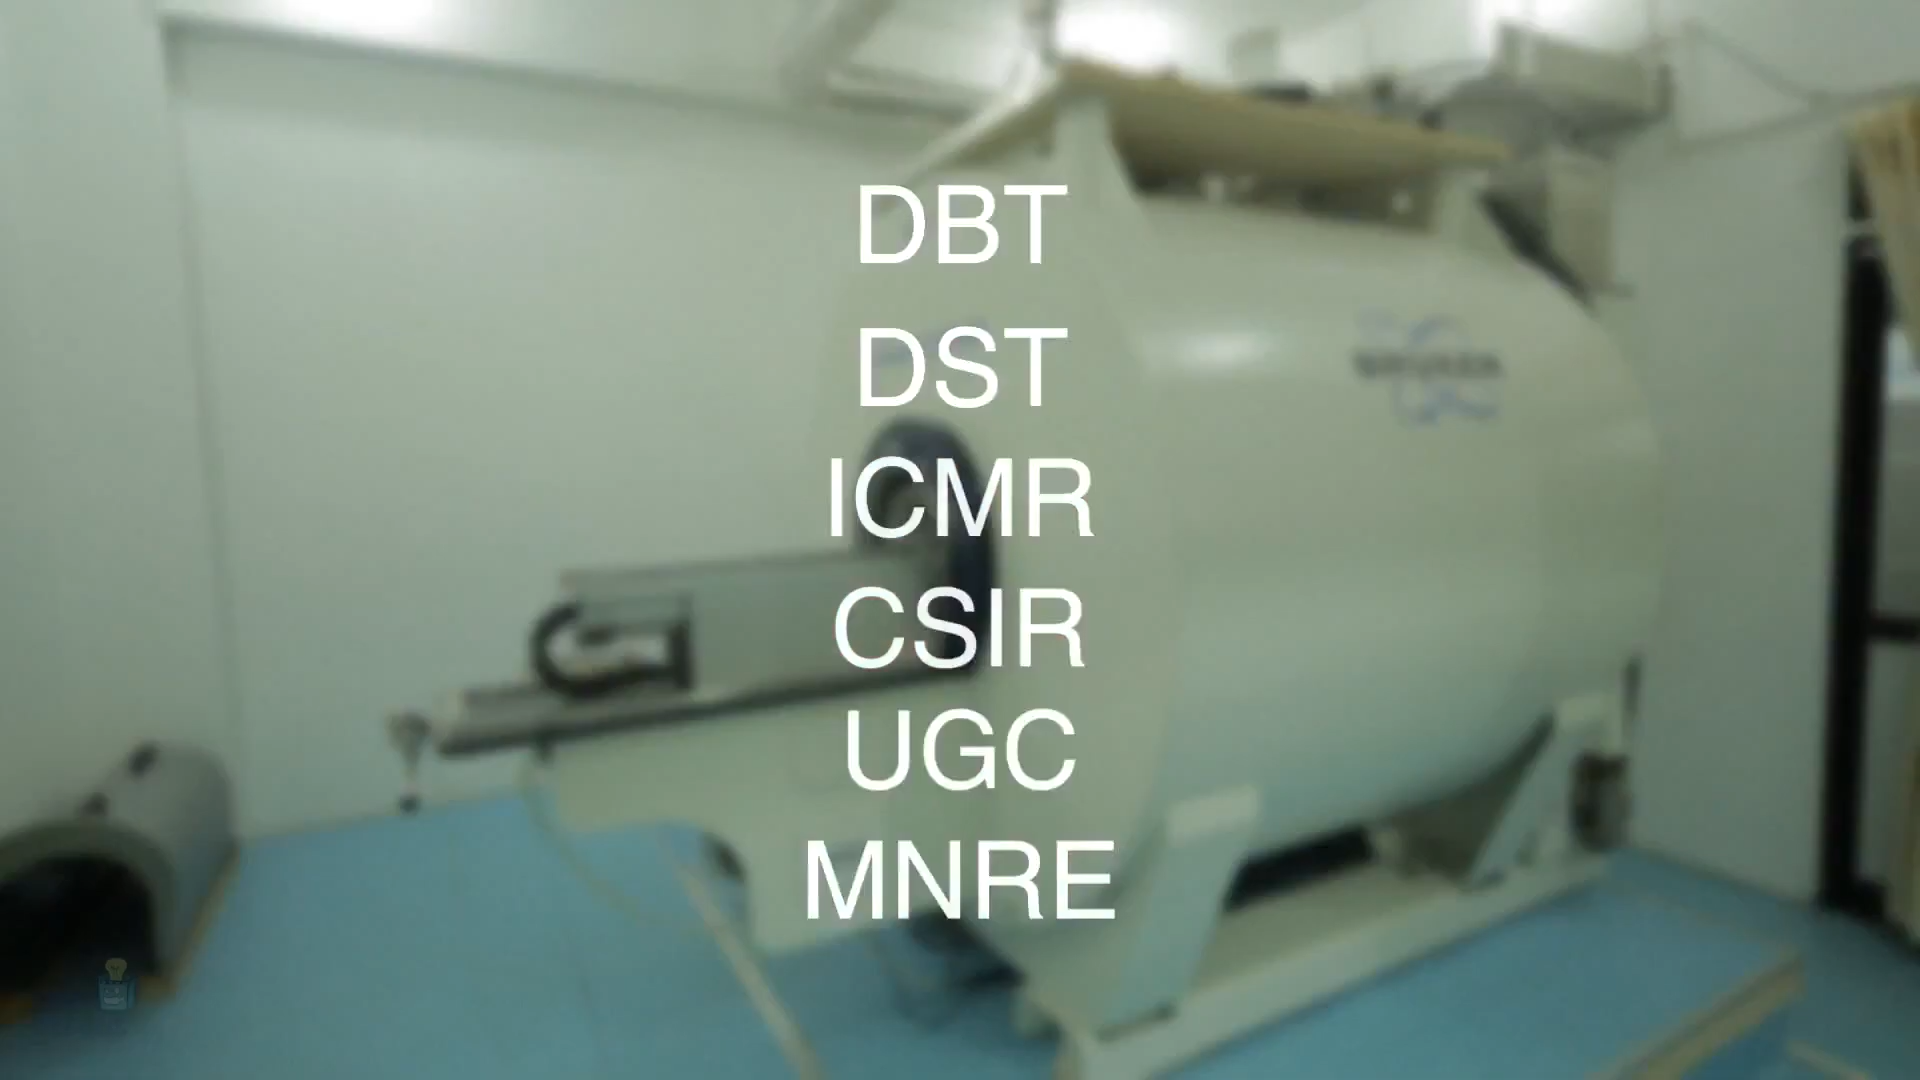 DBT
DST
ICMR
CSIR
UGC
MNRE